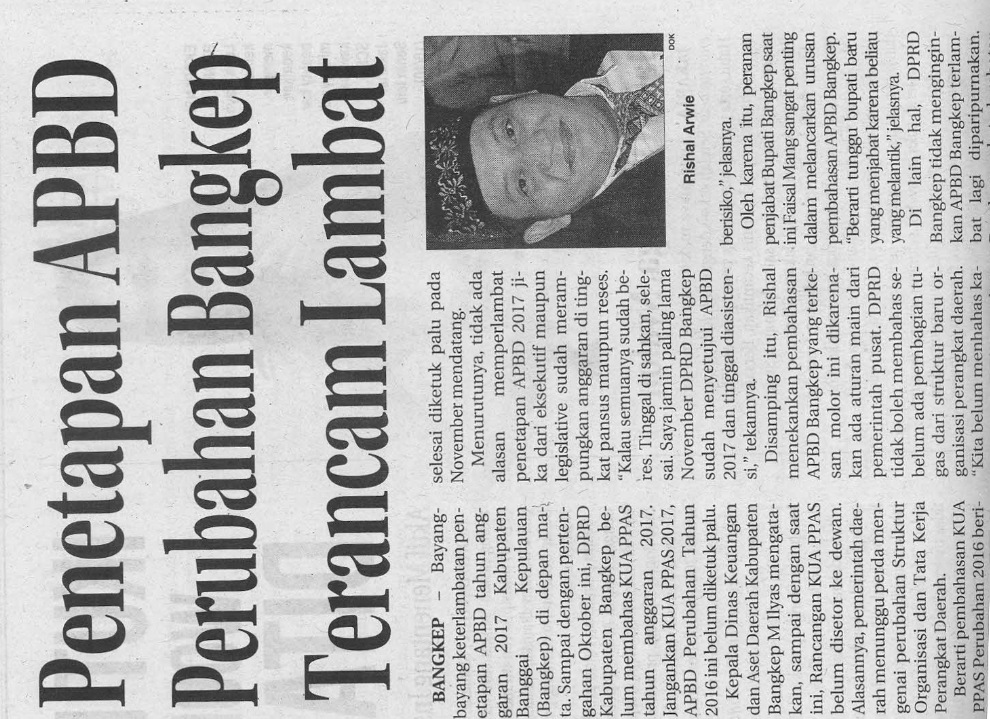 Penetapan APBD
Perubahan Bangkep
Terancam Lambat
BANGKEP – Bayang-
bayang keterlambatan pen-
etapan APBD tahun ang-
garan 2017 Kabupaten
Banggai Kepulauan
(Bangkep) di depan ma-
ta. Sampai dengan perten-
gahan Oktober ini, DPRD
Kabupaten Bangkep be-
lum membahas KUA PPAS
tahun anggaran 2017.
Jangankan KUA PPAS 2017,
APBD Perubahan Tahun
2016 ini belum diketuk palu.
Kepala Dinas Keuangan
dan Aset Daerah Kabupaten
Bangkep M Ilyas mengata-
kan, sampai dengan saat
ini, Rancangan KUA PPAS
belum disetor ke dewan.
Alasannya, pemerintah dae-
rah menunggu perda men-
genai perubahan Struktur
Organisasi dan Tata Kerja
Perangkat Daerah.
Berarti pembahasan KUA
PPAS Perubahan 2016 beri-
selesai diketuk palu pada
November mendatang.
Menurutunya, tidak ada
alasan memperlambat
penetapan APBD 2017 ji-
ka dari eksekutif maupun
legislative sudah meram-
pungkan anggaran di ting-
kat pansus maupun reses.
“Kalau semuanya sudah be-
res. Tinggal di sahkan, sele-
sai. Saya jamin paling lama
November DPRD Bangkep
sudah menyetujui APBD
2017 dan tinggal diasisten-
si,” tekannya.
Disamping itu, Rishal
menekankan pembahasan
APBD Bangkep yang terke-
san molor ini dikarena-
kan ada aturan main dari
pemerintah pusat. DPRD
tidak boleh membahas se-
belum ada pembagian tu-
gas dari struktur baru or-
ganisasi perangkat daerah.
“Kita belum membahas ka-
DOK
Rishal Arwie
berisiko,” jelasnya.
Oleh karena itu, peranan
penjabat Bupati Bangkep saat
ini Faisal Mang sangat penting
dalam melancarkan urusan
pembahasan APBD Bangkep.
“Berarti tunggu bupati baru
yang menjabat karena beliau
yang melantik,” jelasnya.
Di lain hal, DPRD
Bangkep tidak mengingin-
kan APBD Bangkep terlam-
bat lagi diparipurnakan.